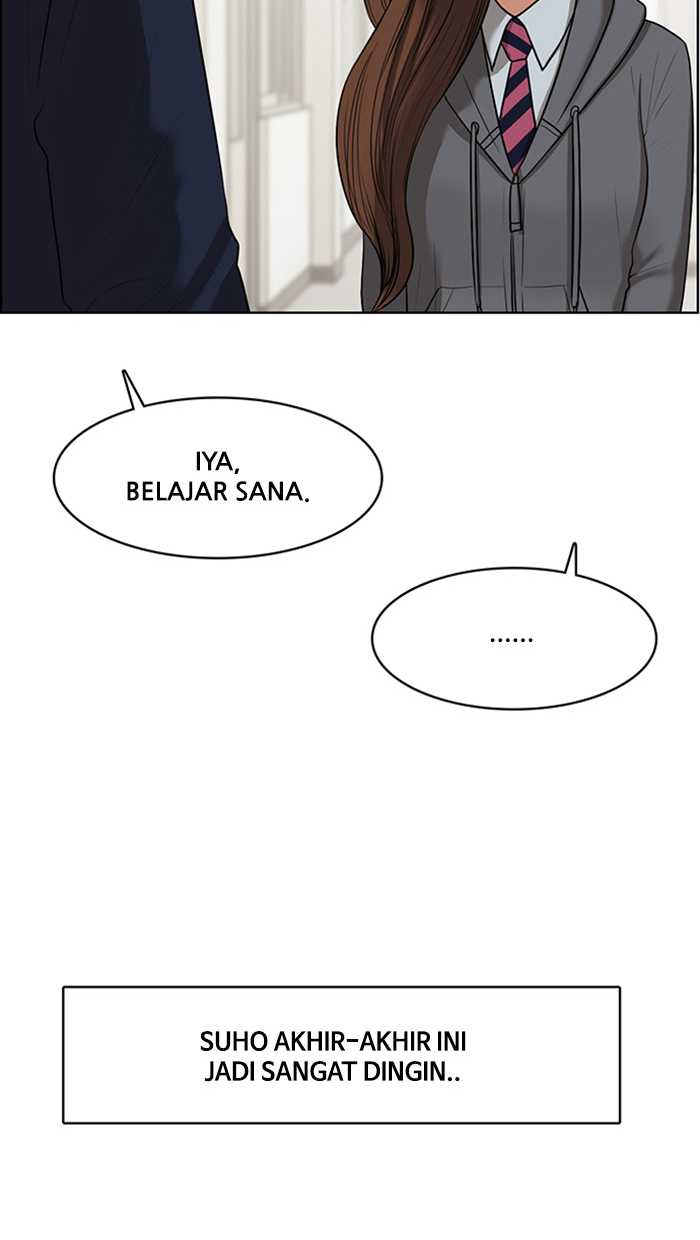 IYA,
BELAJAR SANA.
......
SUHO AKHIR-AKHIR INI
JADI SANGAT DINGIN..